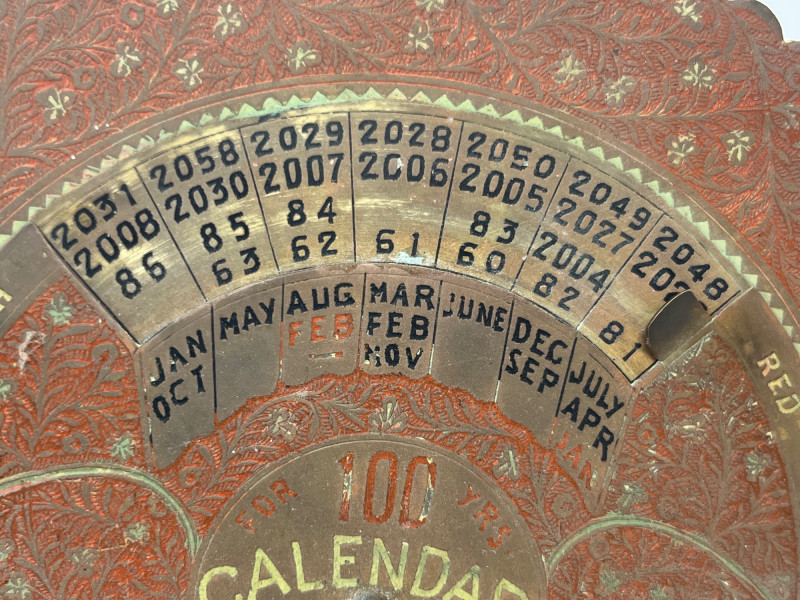 2031 2058 2029 2028 2050 2049 2048
2008 2030 2007 2006 2005 2027
86 85 84 83 2004
63 62 61 60 82 81
JAN MAY AUG MAR JUNE DEC JULY
OCT FEB FEB SEP APR
NOV JAN
RED
FOR 100 YRS
CALENDAR